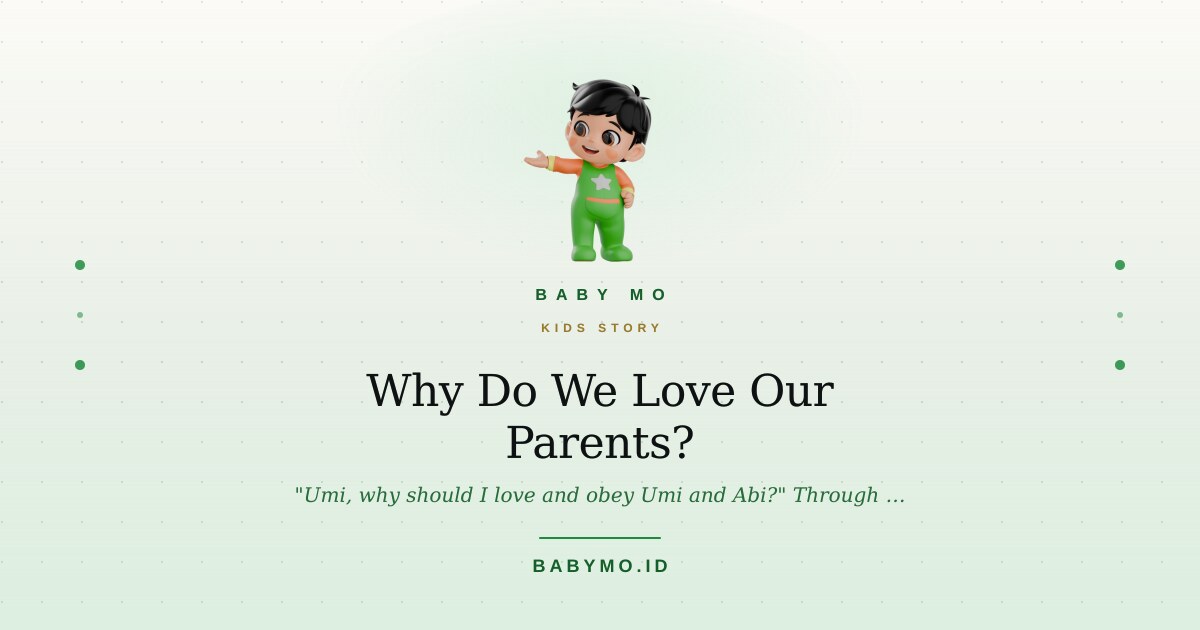 BABY MO
KIDS STORY
Why Do We Love Our
Parents?
"Umi, why should I love and obey Umi and Abi?" Through ...
BABYMO.ID